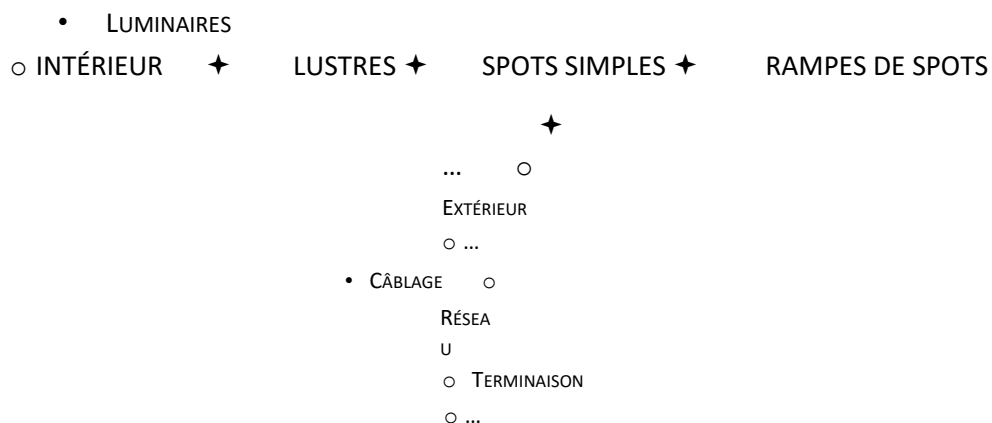 • LUMINAIRES
○ INTÉRIEUR ✦ LUSTRES ✦ SPOTS SIMPLES ✦ RAMPES DE SPOTS
✦
... ○
EXTÉRIEUR
○ ...
• CÂBLAGE ○
RÉSEA
U
○ TERMINAISON
○ ...